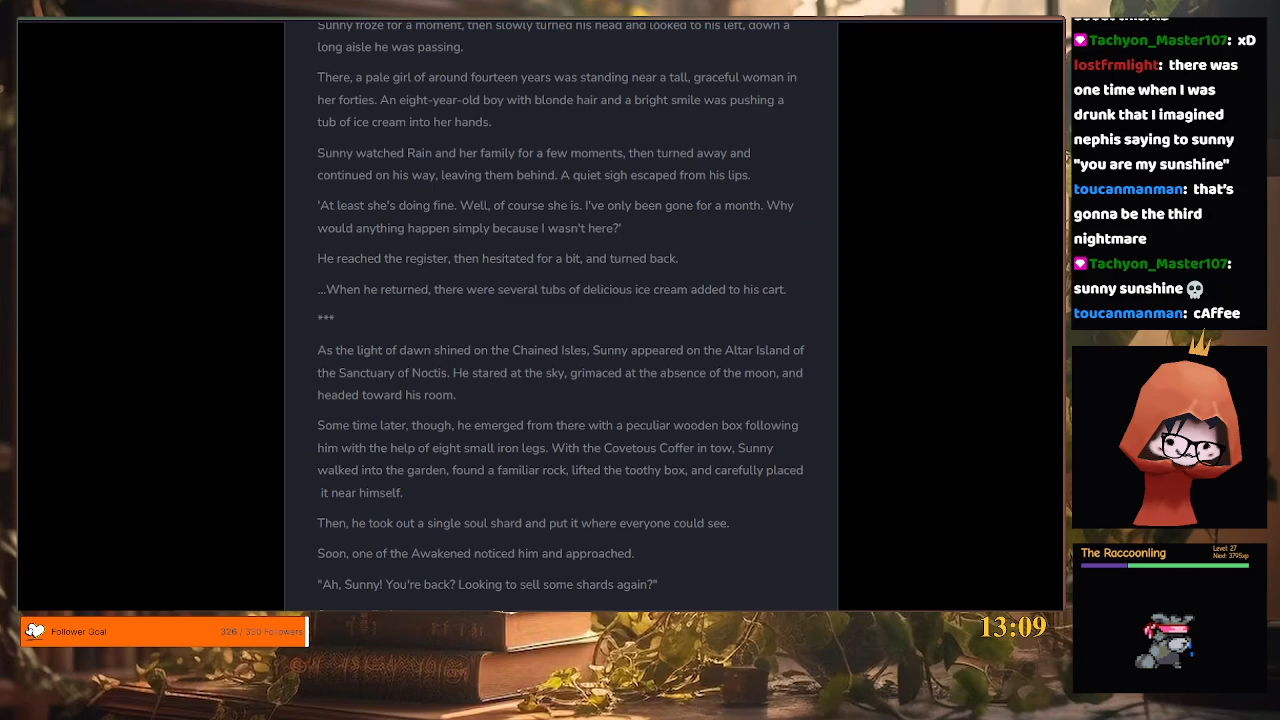 Sunny froze for a moment, then slowly turned his head and looked to his left, down a
long aisle he was passing.
There, a pale girl of around fourteen years was standing near a tall, graceful woman in
her forties. An eight-year-old boy with blonde hair and a bright smile was pushing a
tub of ice cream into her hands.
Sunny watched Rain and her family for a few moments, then turned away and
continued on his way, leaving them behind. A quiet sigh escaped from his lips.
'At least she's doing fine. Well, of course she is. I've only been gone for a month. Why
would anything happen simply because I wasn't here?'
He reached the register, then hesitated for a bit, and turned back.
...When he returned, there were several tubs of delicious ice cream added to his cart.
***
As the light of dawn shined on the Chained Isles, Sunny appeared on the Altar Island of
the Sanctuary of Noctis. He stared at the sky, grimaced at the absence of the moon, and
headed toward his room.
Some time later, though, he emerged from there with a peculiar wooden box following
him with the help of eight small iron legs. With the Covetous Coffer in tow, Sunny
walked into the garden, found a familiar rock, lifted the toothy box, and carefully placed
it near himself.
Then, he took out a single soul shard and put it where everyone could see.
Soon, one of the Awakened noticed him and approached.
"Ah, Sunny! You're back? Looking to sell some shards again?"
Tachyon_Master107: xD
lostfrmlight: there was
one time when I was
drunk that I imagined
nephis saying to sunny
"you are my sunshine"
toucanmanman: that's
gonna be the third
nightmare
Tachyon_Master107:
sunny sunshine 💀
toucanmanman: cAffee
The Raccoonling
Level: 27
Next: 3795xp
Follower Goal
326 / 330 Followers
13:09